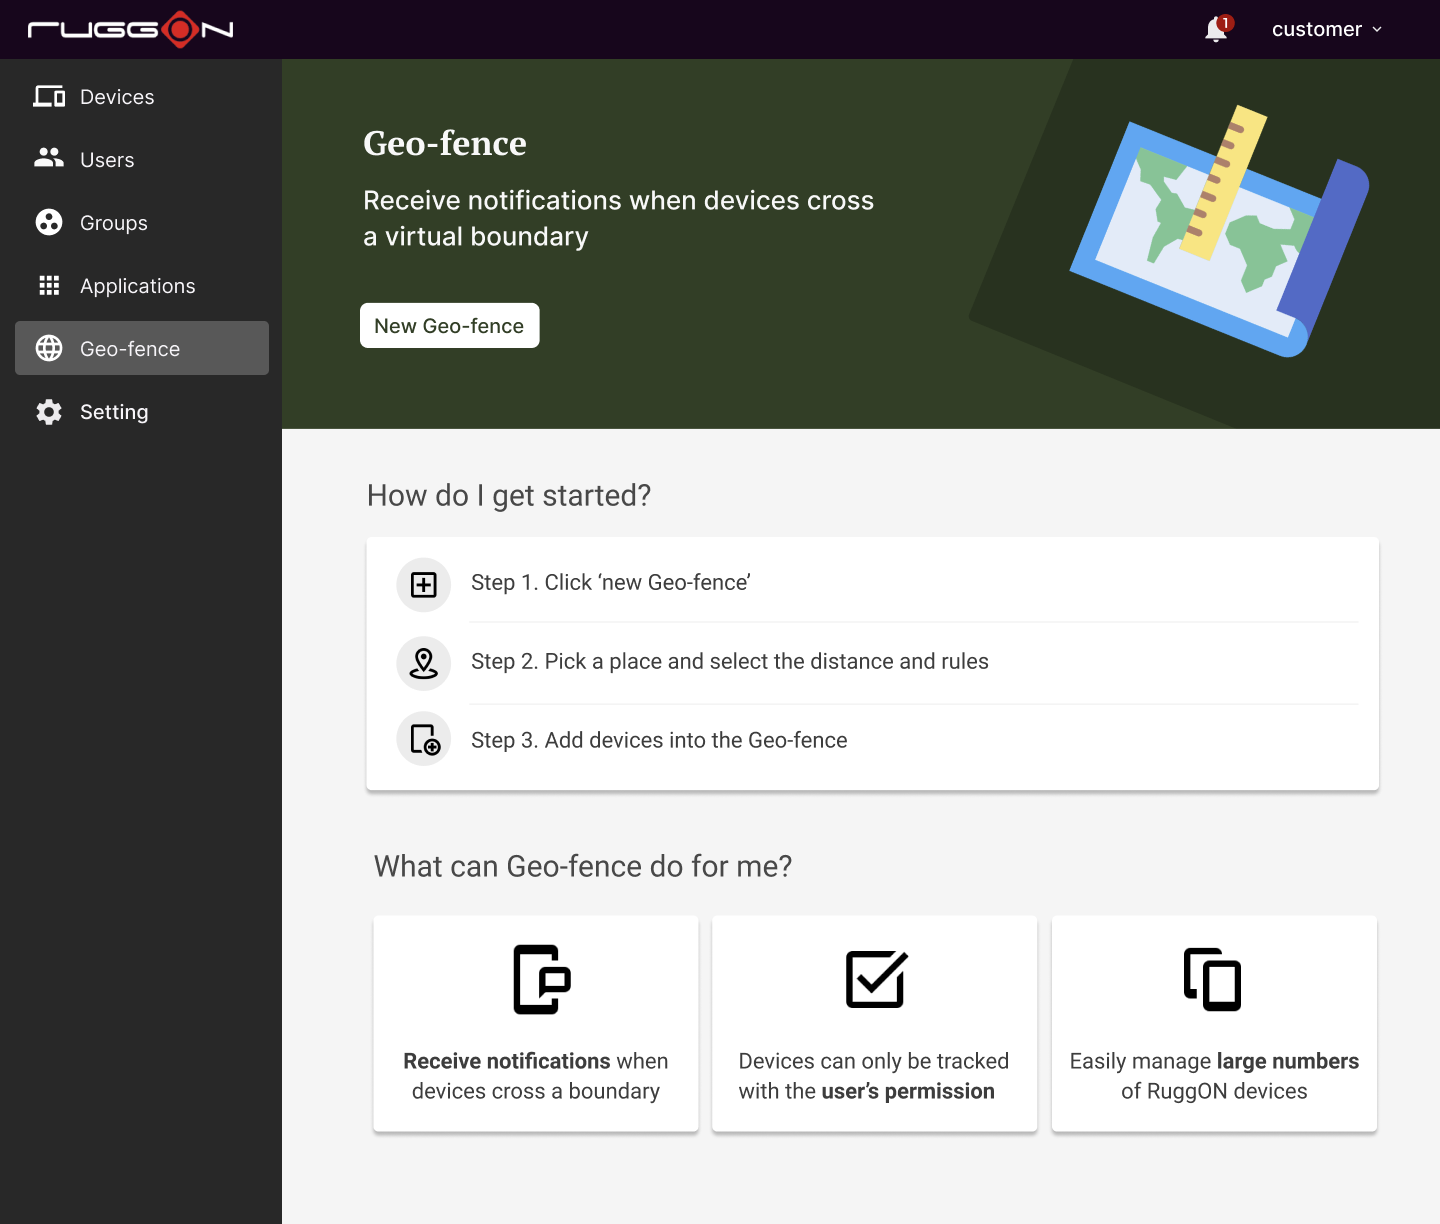 RUGGON
1
customer
Devices
Users
Groups
Applications
Geo-fence
Setting
Geo-fence
Receive notifications when devices cross
a virtual boundary
New Geo-fence
How do I get started?
Step 1. Click ‘new Geo-fence’
Step 2. Pick a place and select the distance and rules
Step 3. Add devices into the Geo-fence
What can Geo-fence do for me?
Receive notifications when
devices cross a boundary
Devices can only be tracked
with the user’s permission
Easily manage large numbers
of RuggON devices